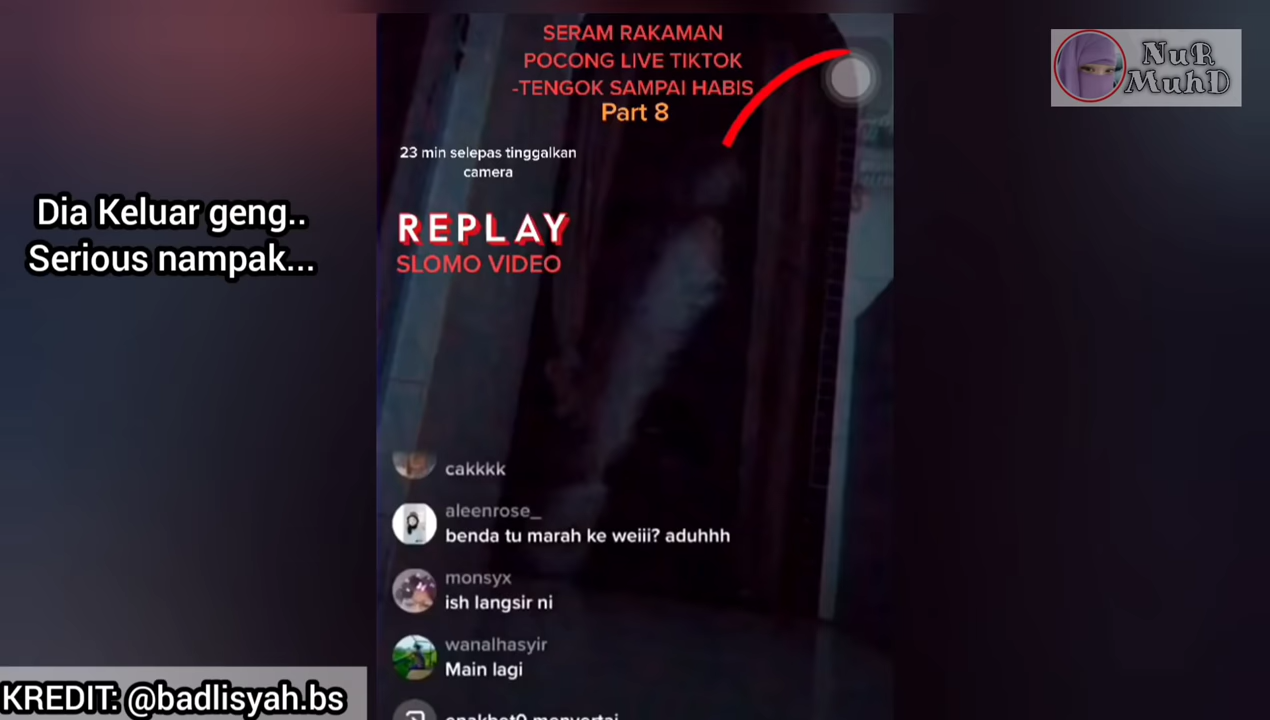 SERAM RAKAMAN
POCONG LIVE TIKTOK
-TENGOK SAMPAI HABIS
Part 8
NuR
MuhD
23 min selepas tinggalkan
camera
Dia Keluar geng..
Serious nampak...
REPLAY
SLOMO VIDEO
cakkkk
aleenrose_
benda tu marah ke weiii? aduhhh
monsyx
ish langsir ni
wanalhasyir
Main lagi
KREDIT: @badlisyah.bs